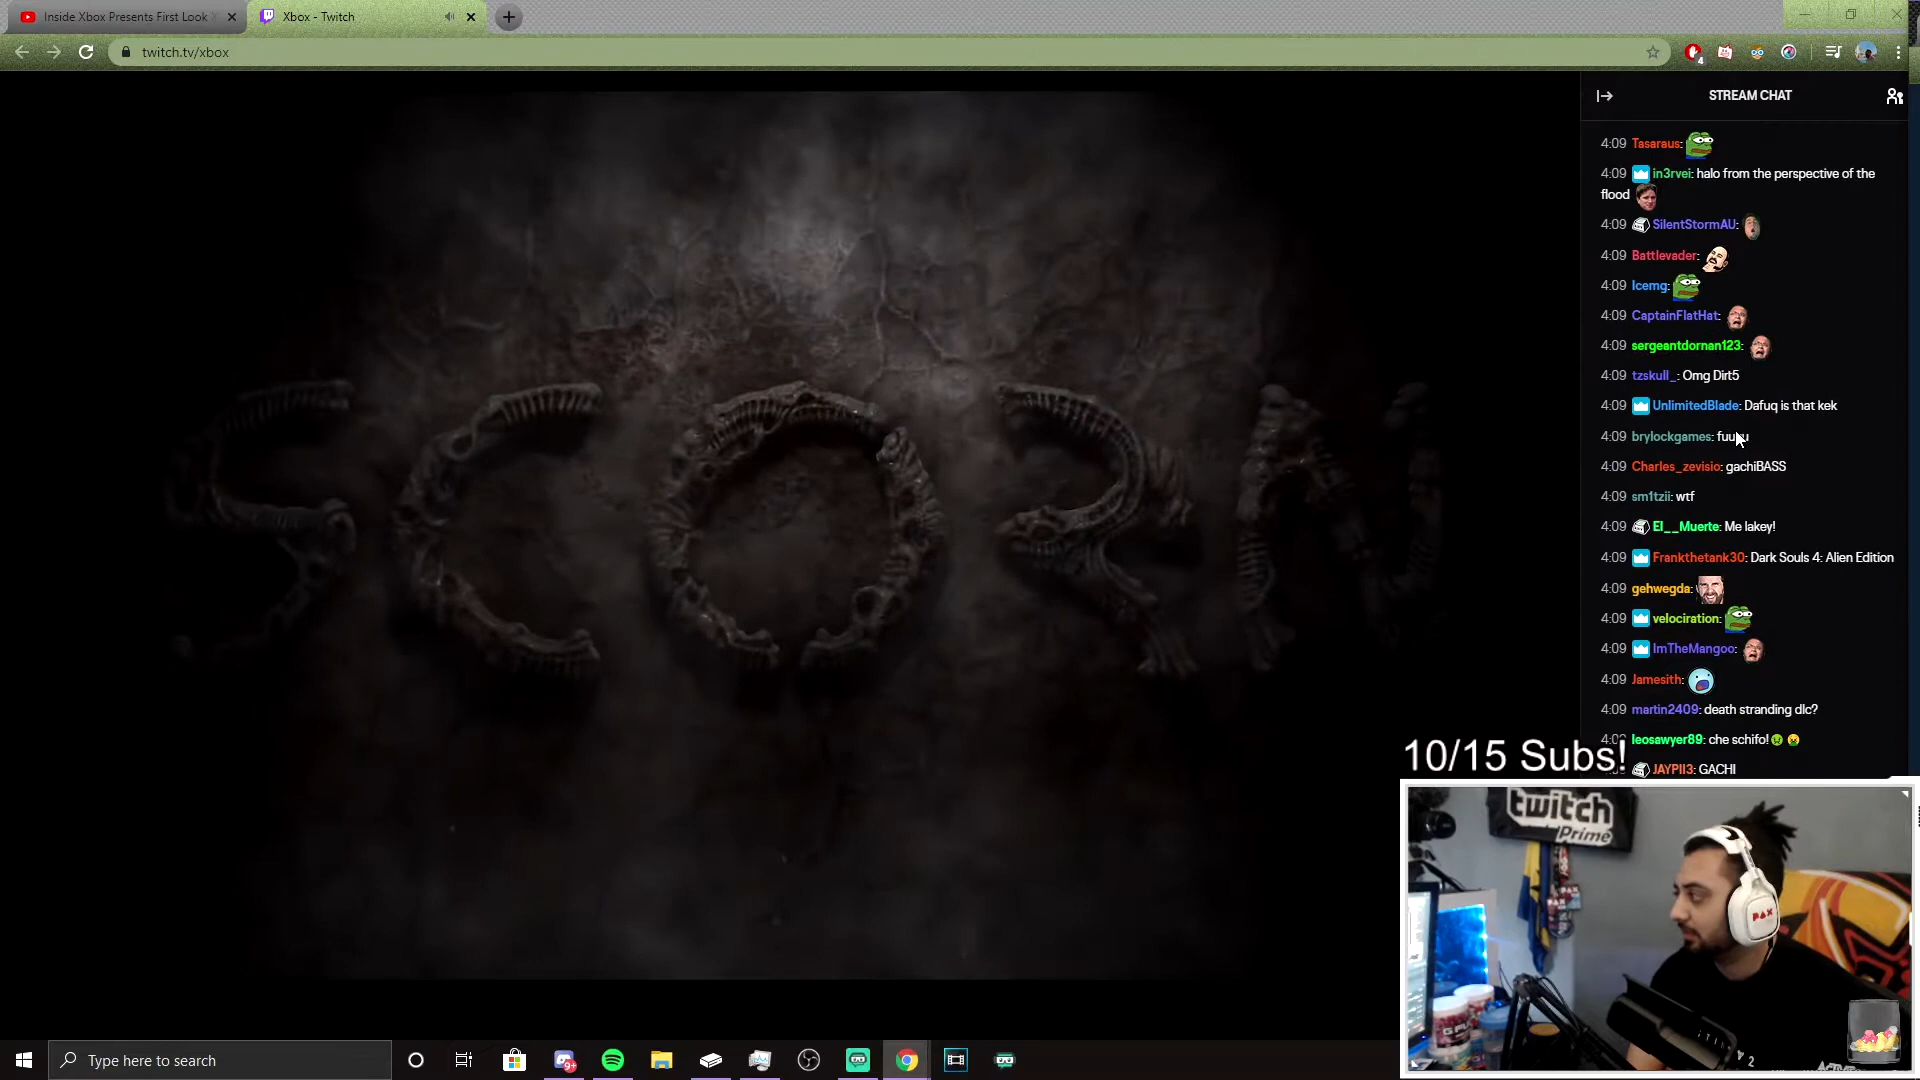 Inside Xbox Presents First Look
Xbox - Twitch
twitch.tv/xbox
4
STREAM CHAT
4:09 Tasaraus:
4:09 in3rvei: halo from the perspective of the
flood
4:09 SilentStormAU:
4:09 Battlevader:
4:09 Icemg:
4:09 CaptainFlatHat:
4:09 sergeantdornan123:
4:09 tzskull_: Omg Dirt5
4:09 UnlimitedBlade: Dafuq is that kek
4:09 brylockgames:
4:09 Charles_zevisio: gachiBASS
4:09 sm1tzii: wtf
4:09 El__Muerte: Me lakey!
4:09 Frankthetank30: Dark Souls 4: Alien Edition
4:09 gehwegda:
4:09 velociration:
4:09 ImTheMangoo:
4:09 Jamesith:
4:09 martin2409: death stranding dlc?
leosawyer89: che schifo!
JAYPII3: GACHI
SCORN
10/15 Subs!
twitch
Prime
PAX
Type here to search
9+